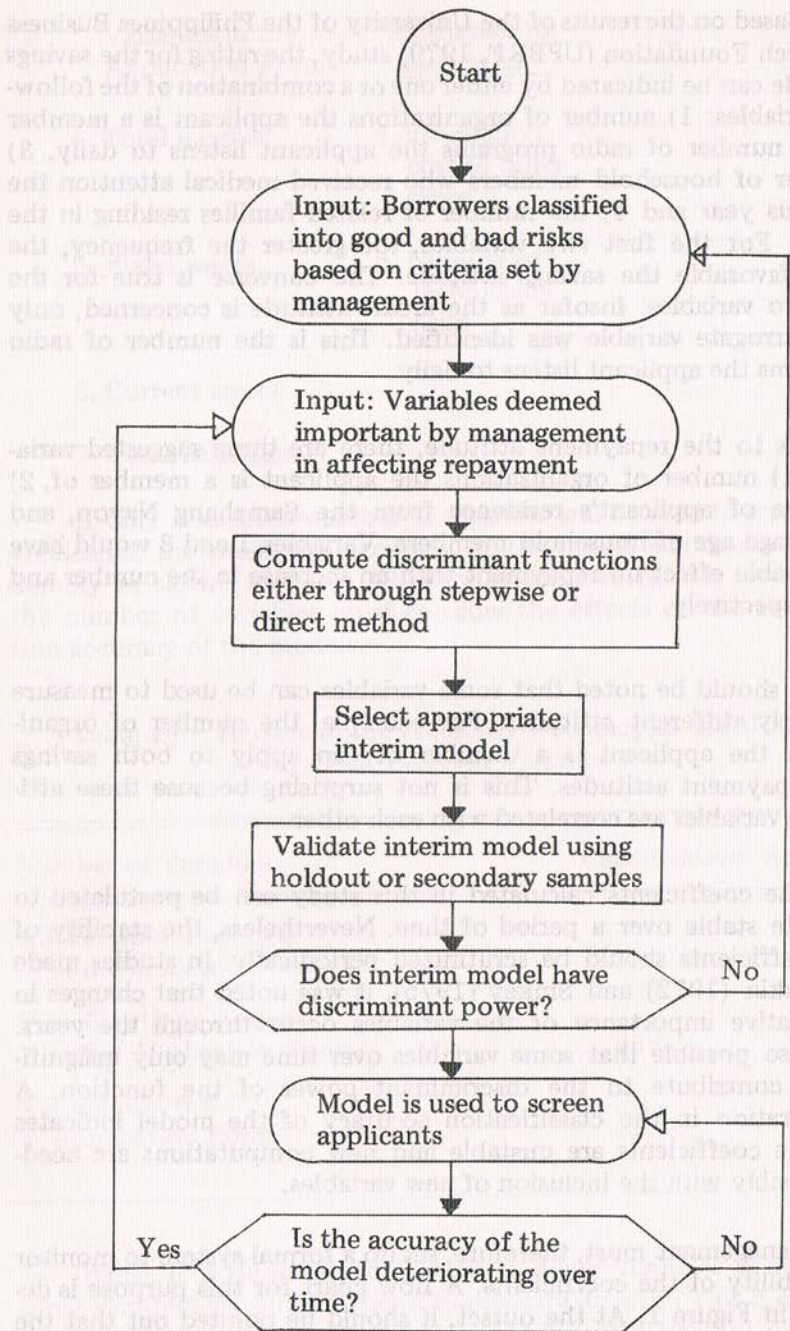 Start
Input: Borrowers classified
into good and bad risks
based on criteria set by
management
Input: Variables deemed
important by management
in affecting repayment
Compute discriminant functions
either through stepwise or
direct method
Select appropriate
interim model
Validate interim model using
holdout or secondary samples
Does interim model have
discriminant power?
No
Model is used to screen
applicants
Yes
Is the accuracy of the
model deteriorating over
time?
No